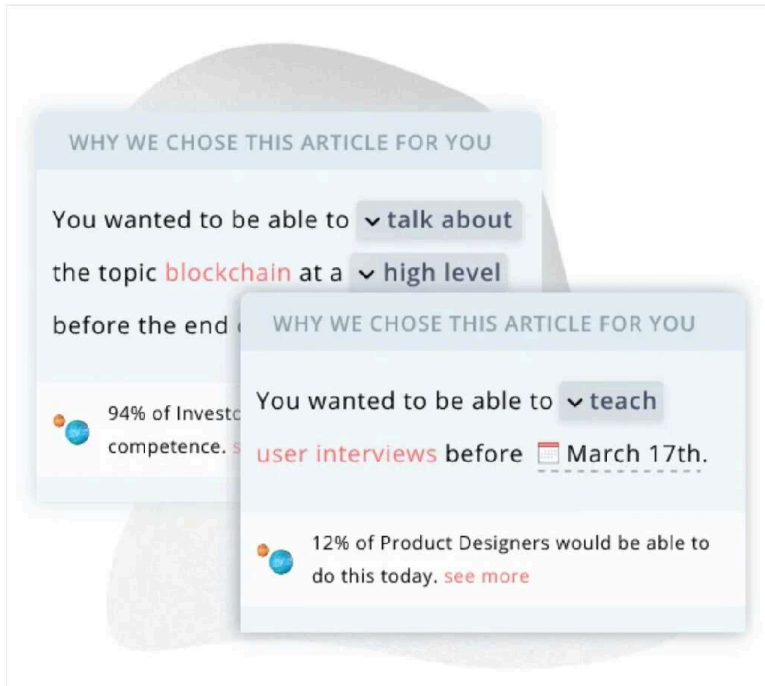 WHY WE CHOSE THIS ARTICLE FOR YOU
You wanted to be able to talk about
the topic blockchain at a high level
before the end
94% of
competence.
WHY WE CHOSE THIS ARTICLE FOR YOU
You wanted to be able to teach
user interviews before March 17th.
12% of Product Designers would be able to
do this today. see more